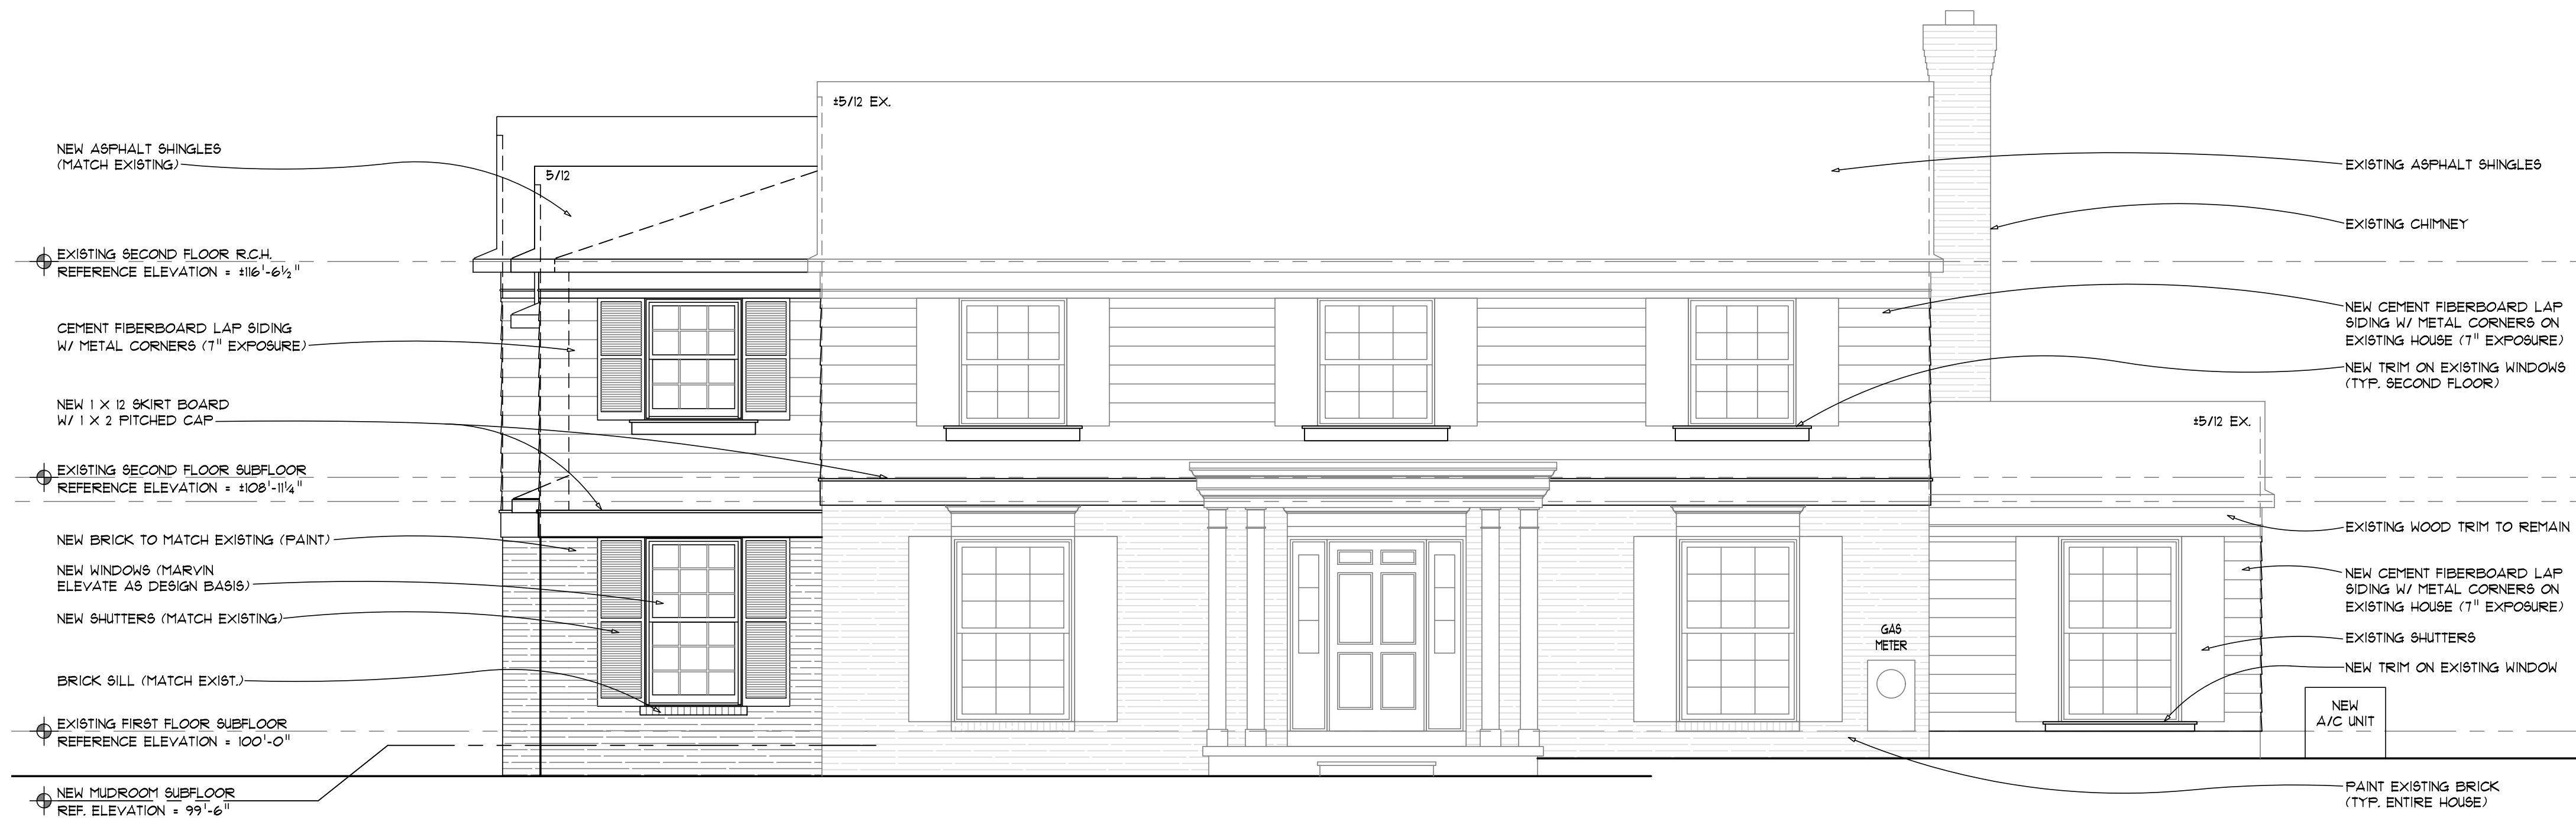 ±5/12 EX.
NEW ASPHALT SHINGLES
(MATCH EXISTING)
5/12
EXISTING SECOND FLOOR R.C.H.
REFERENCE ELEVATION = ±116'-6½"
CEMENT FIBERBOARD LAP SIDING
W/ METAL CORNERS (7" EXPOSURE)
NEW 1 X 12 SKIRT BOARD
W/ 1 X 2 PITCHED CAP
EXISTING SECOND FLOOR SUBFLOOR
REFERENCE ELEVATION = ±108'-11¼"
NEW BRICK TO MATCH EXISTING (PAINT)
NEW WINDOWS (MARVIN
ELEVATE AS DESIGN BASIS)
NEW SHUTTERS (MATCH EXISTING)
BRICK SILL (MATCH EXIST.)
EXISTING FIRST FLOOR SUBFLOOR
REFERENCE ELEVATION = 100'-0"
NEW MUDROOM SUBFLOOR
REF. ELEVATION = 99'-6"
GAS
METER
±5/12 EX.
EXISTING ASPHALT SHINGLES
EXISTING CHIMNEY
NEW CEMENT FIBERBOARD LAP
SIDING W/ METAL CORNERS ON
EXISTING HOUSE (7" EXPOSURE)
NEW TRIM ON EXISTING WINDOWS
(TYP. SECOND FLOOR)
EXISTING WOOD TRIM TO REMAIN
NEW CEMENT FIBERBOARD LAP
SIDING W/ METAL CORNERS ON
EXISTING HOUSE (7" EXPOSURE)
EXISTING SHUTTERS
NEW TRIM ON EXISTING WINDOW
NEW
A/C UNIT
PAINT EXISTING BRICK
(TYP. ENTIRE HOUSE)